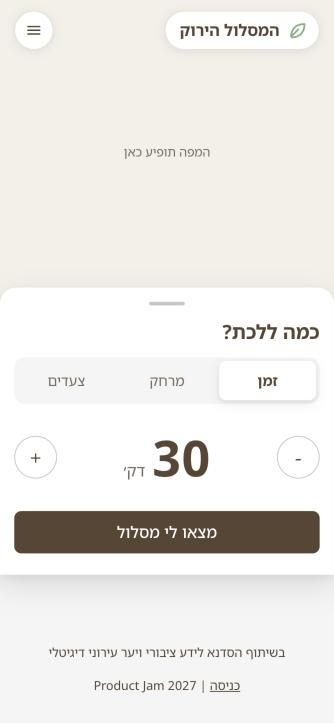 המסלול הירוק
המפה תופיע כאן
כמה ללכת?
זמן
מרחק
צעדים
-
30 דק׳
+
מצאו לי מסלול
בשיתוף הסדנא לידע ציבורי ויער עירוני דיגיטלי
כניסה | Product Jam 2027